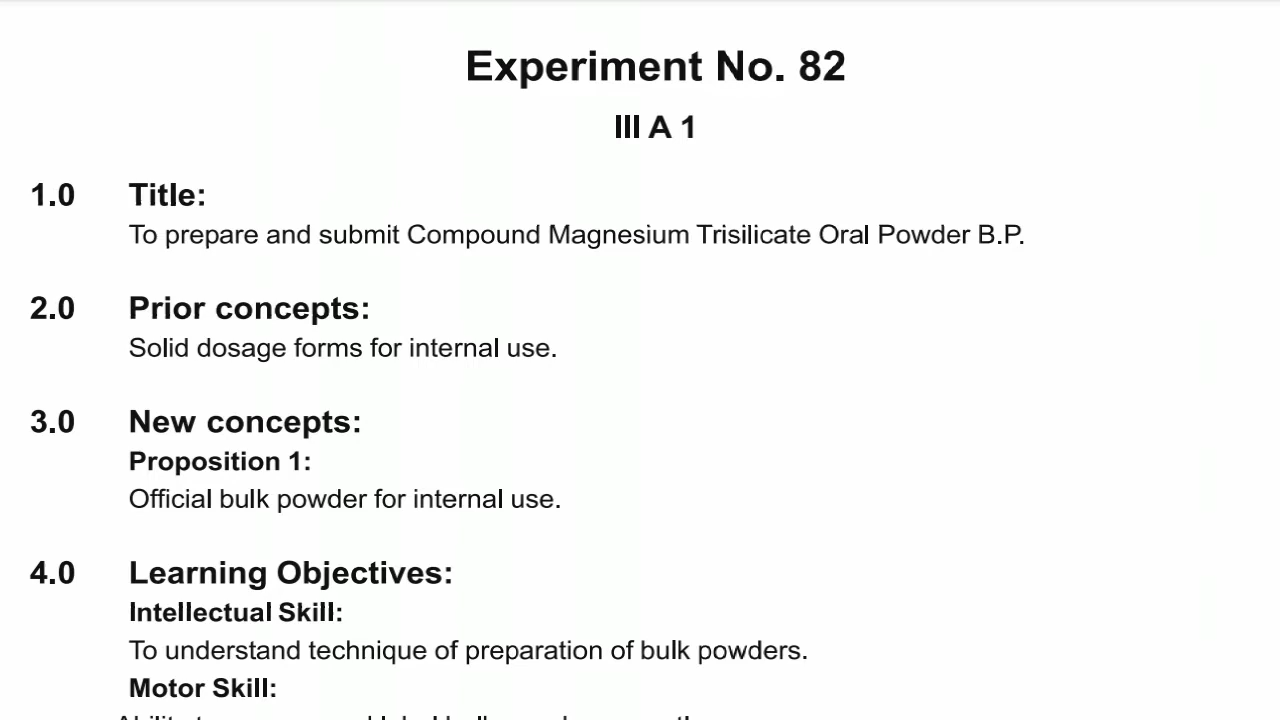 Experiment No. 82
III A 1
1.0 Title:
To prepare and submit Compound Magnesium Trisilicate Oral Powder B.P.
2.0 Prior concepts:
Solid dosage forms for internal use.
3.0 New concepts:
Proposition 1:
Official bulk powder for internal use.
4.0 Learning Objectives:
Intellectual Skill:
To understand technique of preparation of bulk powders.
Motor Skill: